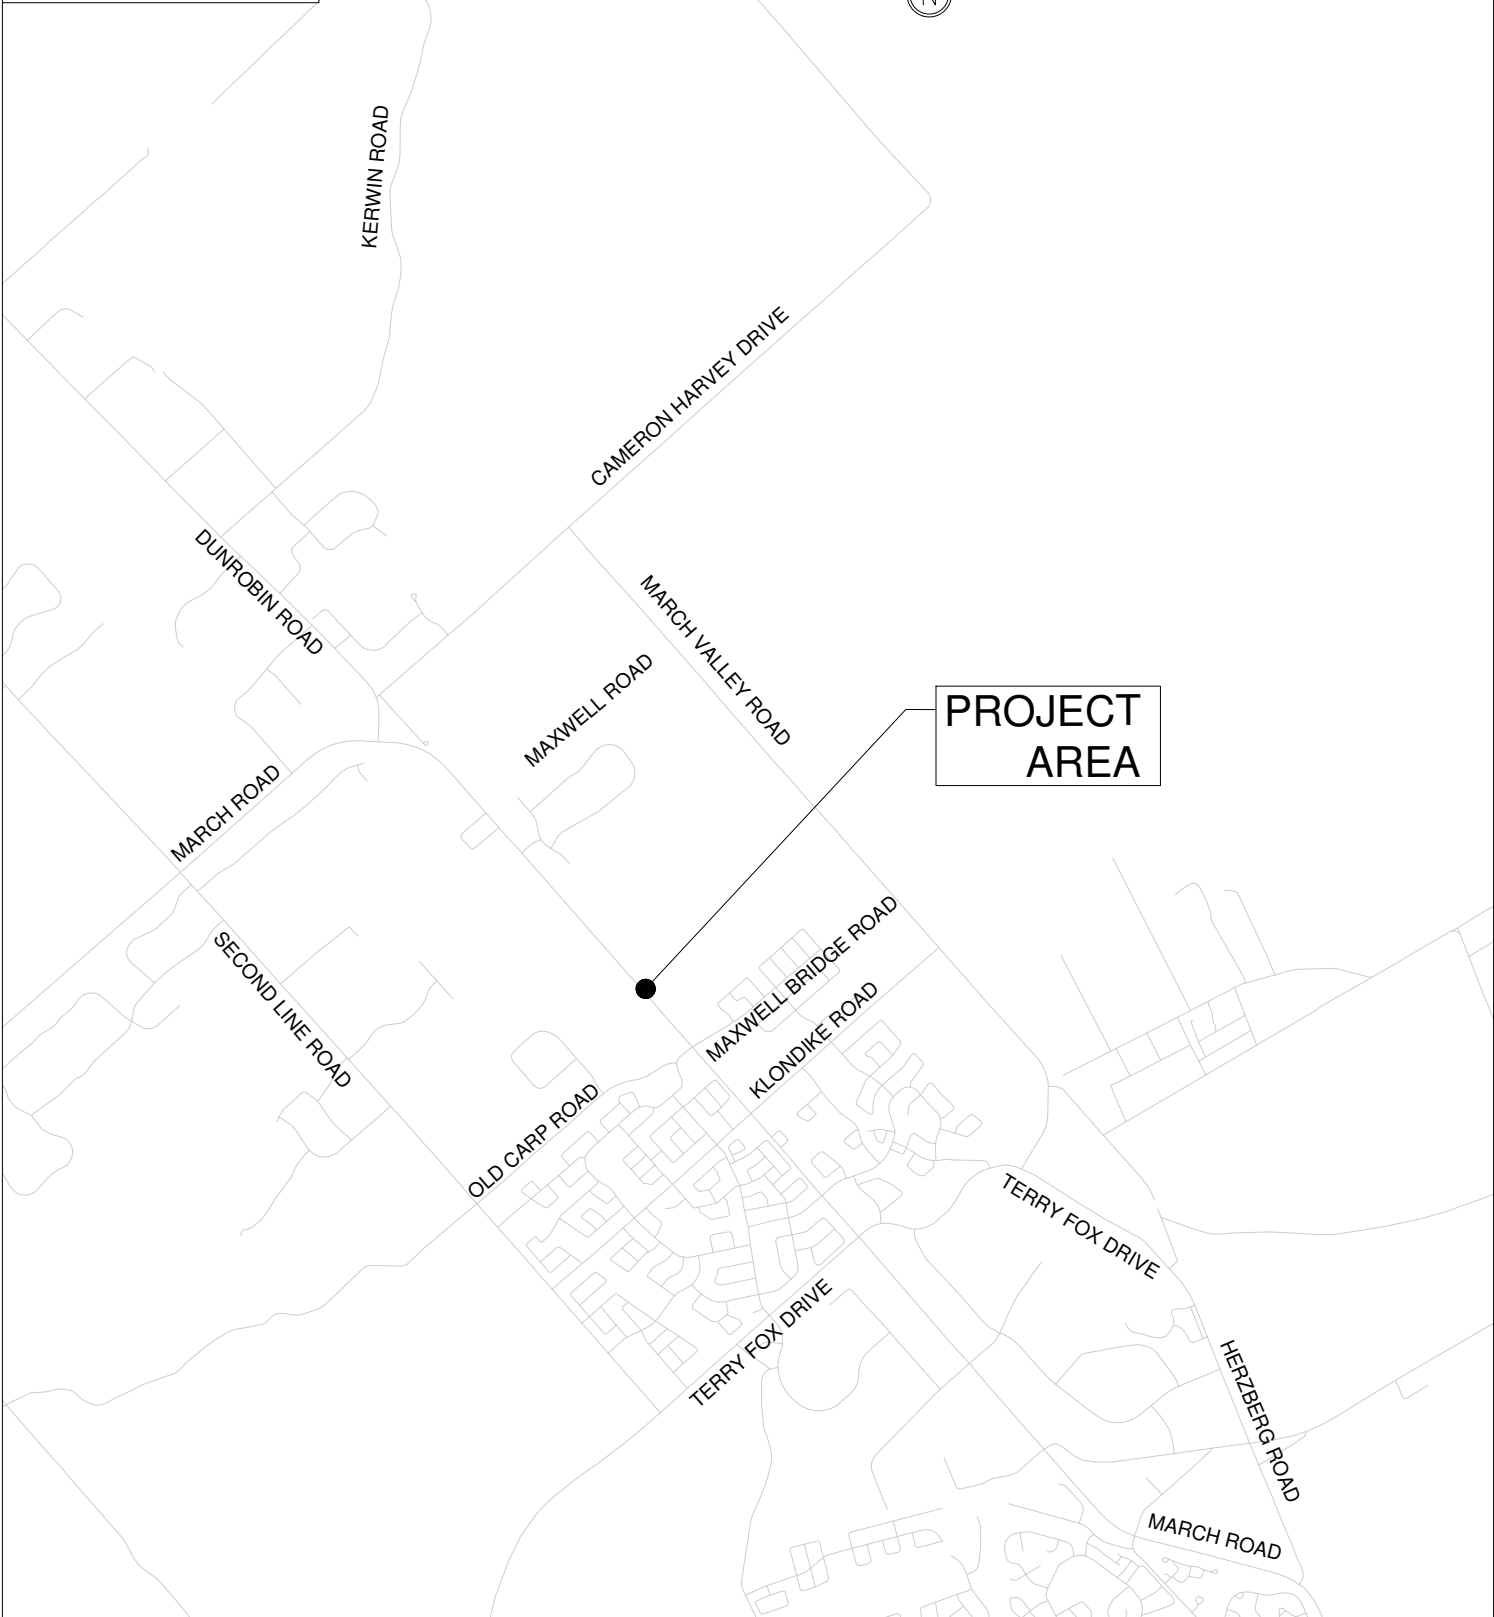 KERWIN ROAD
CAMERON HARVEY DRIVE
DUNROBIN ROAD
MARCH VALLEY ROAD
MAXWELL ROAD
PROJECT
AREA
MARCH ROAD
SECOND LINE ROAD
MAXWELL BRIDGE ROAD
KLONDIKE ROAD
OLD CARP ROAD
TERRY FOX DRIVE
TERRY FOX DRIVE
HERZBERG ROAD
MARCH ROAD